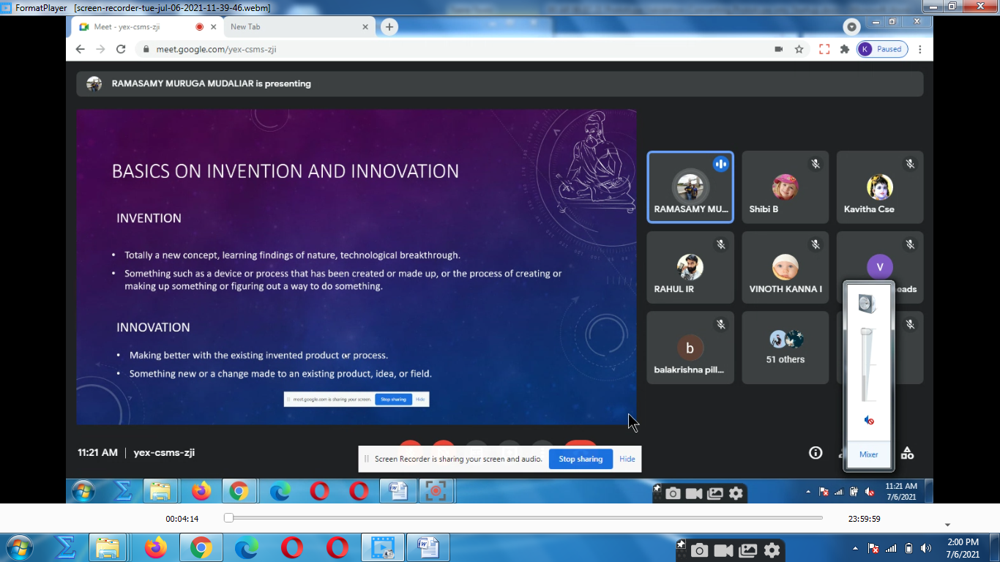 FormatPlayer [screen-recorder-tue-jul-06-2021-11-39-46.webm]
Meet - yex-csms-zji
New Tab
meet.google.com/yex-csms-zji
K Paused
RAMASAMY MURUGA MUDALIAR is presenting
BASICS ON INVENTION AND INNOVATION
INVENTION
• Totally a new concept, learning findings of nature, technological breakthrough.
• Something such as a device or process that has been created or made up, or the process of creating or
making up something or figuring out a way to do something.
INNOVATION
• Making better with the existing invented product or process.
• Something new or a change made to an existing product, idea, or field.
meet.google.com is sharing your screen. Stop sharing Hide
RAMASAMY MU...
Shibi B
Kavitha Cse
RAHUL IR
VINOTH KANNA I
V
eads
b
balakrishna pill...
51 others
Mixer
11:21 AM | yex-csms-zji
Screen Recorder is sharing your screen and audio. Stop sharing Hide
11:21 AM
7/6/2021
00:04:14
23:59:59
2:00 PM
7/6/2021